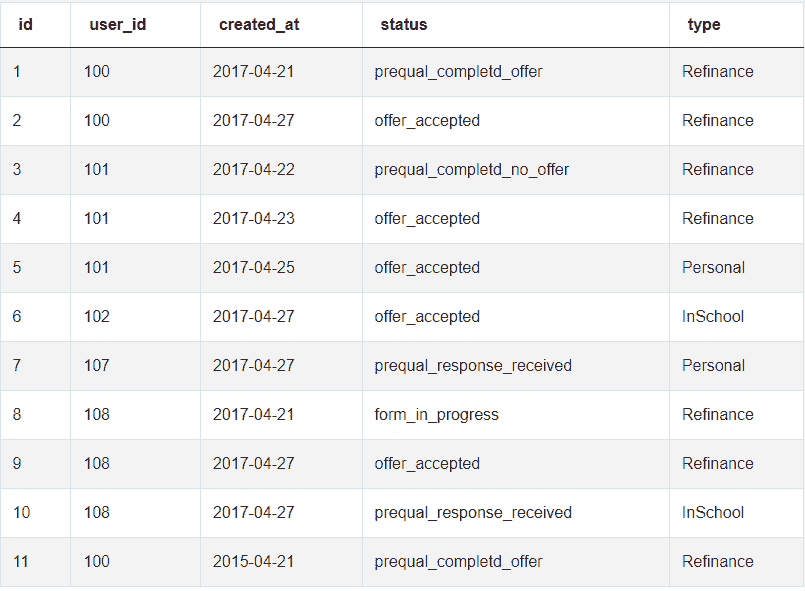 id user_id created_at status type
1 100 2017-04-21 prequal_completd_offer Refinance
2 100 2017-04-27 offer_accepted Refinance
3 101 2017-04-22 prequal_completd_no_offer Refinance
4 101 2017-04-23 offer_accepted Refinance
5 101 2017-04-25 offer_accepted Personal
6 102 2017-04-27 offer_accepted InSchool
7 107 2017-04-27 prequal_response_received Personal
8 108 2017-04-21 form_in_progress Refinance
9 108 2017-04-27 offer_accepted Refinance
10 108 2017-04-27 prequal_response_received InSchool
11 100 2015-04-21 prequal_completd_offer Refinance